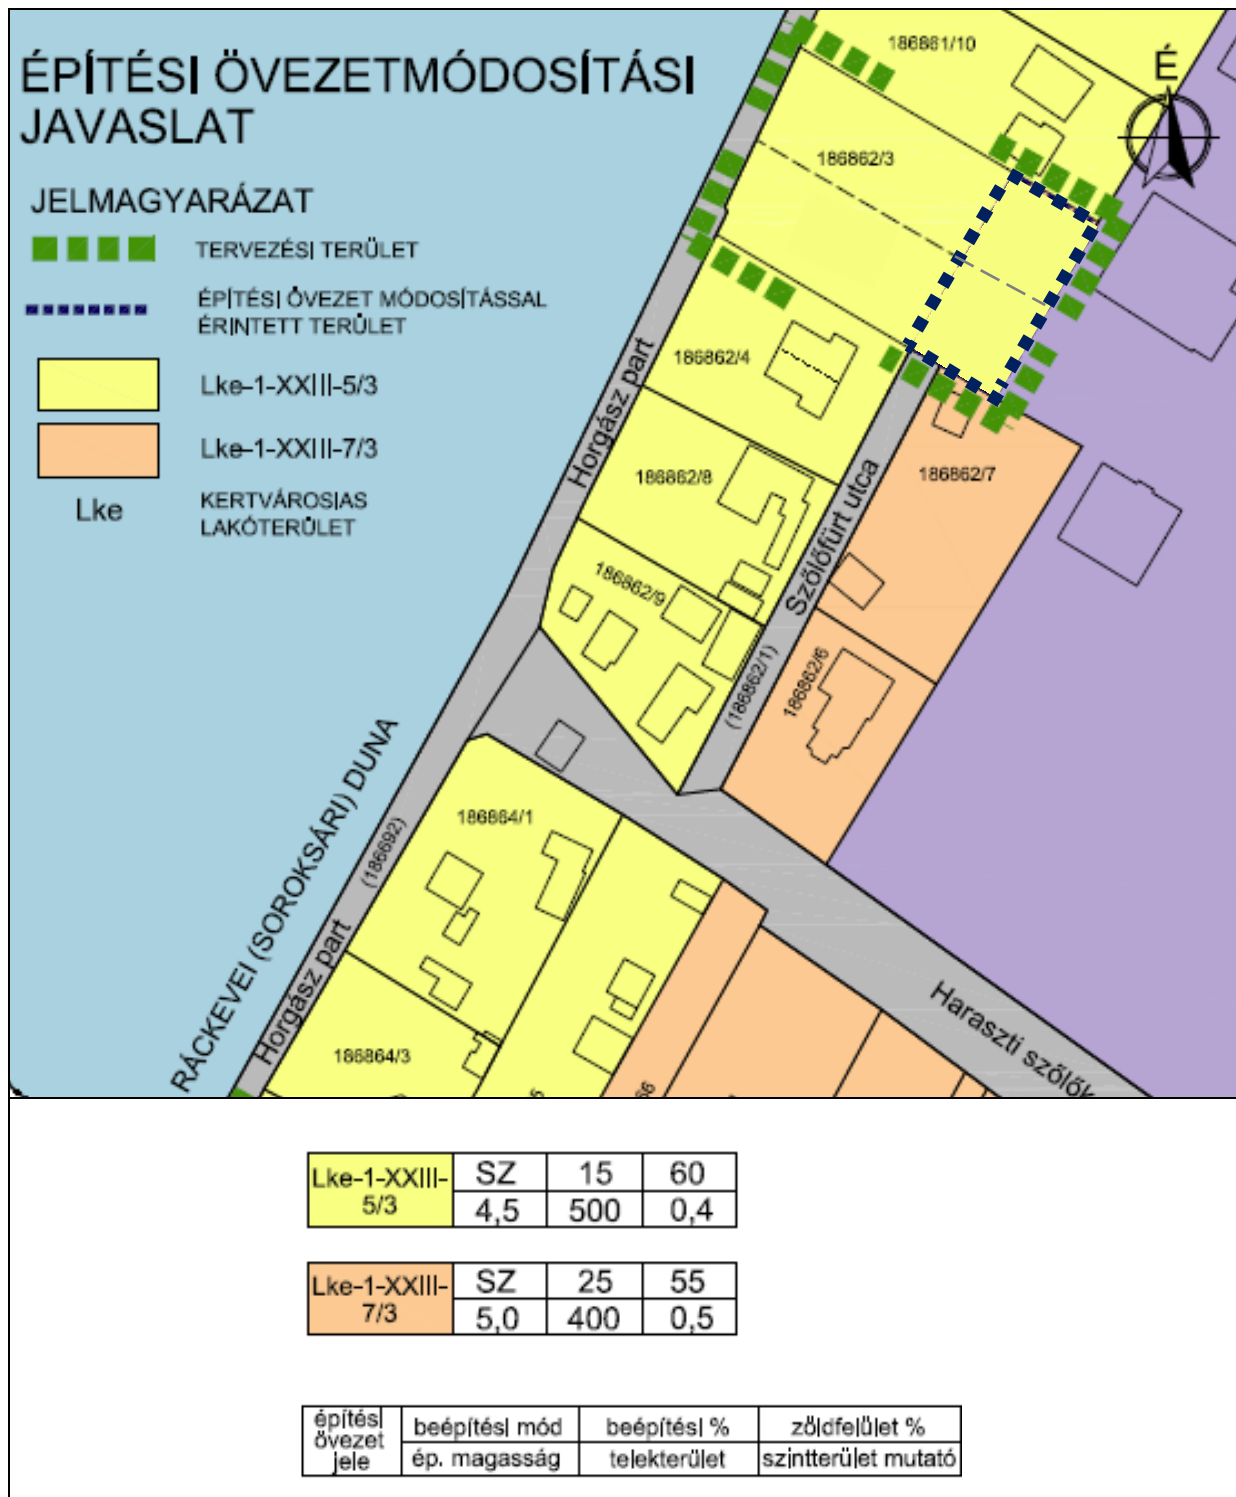 ÉPÍTÉSI ÖVEZETMÓDOSÍTÁSI
JAVASLAT
JELMAGYARÁZAT
TERVEZÉSI TERÜLET
ÉPÍTÉSI ÖVEZET MÓDOSÍTÁSSAL
ÉRINTETT TERÜLET
Lke-1-XXIII-5/3
Lke-1-XXIII-7/3
Lke
KERTVÁROSIAS
LAKÓTERÜLET
É
186861/10
186862/3
186862/4
Horgász part
186862/8
186862/7
Szőlőfürt utca
186862/9
(186862/1)
186862/6
RÁCKEVEI (SOROKSÁRI) DUNA
(186692)
186864/1
Horgász part
186864/3
Haraszti szőlők
Lke-1-XXIII-
5/3
SZ 15 60
4,5 500 0,4
Lke-1-XXIII-
7/3
SZ 25 55
5,0 400 0,5
építési
övezet
jele
beépítési mód beépítési % zöldfelület %
ép. magasság telekterület szintterület mutató